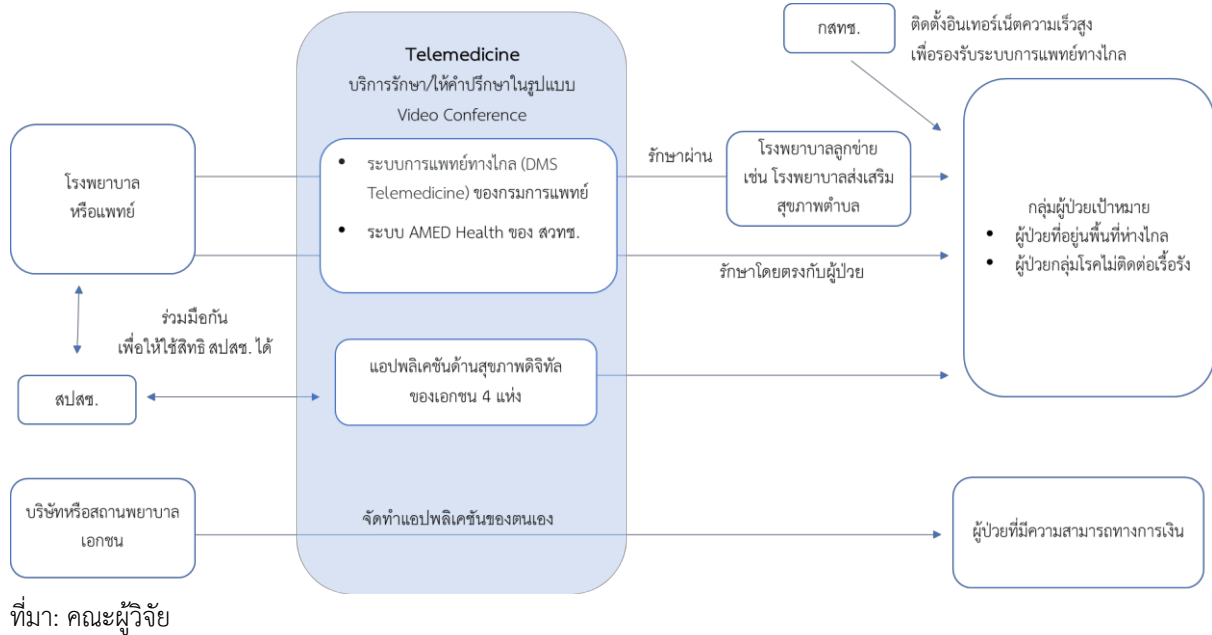 กสทช.
ติดตั้งอินเทอร์เน็ตความเร็วสูง
เพื่อรองรับระบบการแพทย์ทางไกล
Telemedicine
บริการรักษา/ให้คำปรึกษาในรูปแบบ
Video Conference
โรงพยาบาล
หรือแพทย์
• ระบบการแพทย์ทางไกล (DMS
Telemedicine) ของกรมการแพทย์
• ระบบ AMED Health ของ สวทช.
รักษาผ่าน
โรงพยาบาลลูกข่าย
เช่น โรงพยาบาลส่งเสริม
สุขภาพตำบล
รักษาโดยตรงกับผู้ป่วย
กลุ่มผู้ป่วยเป้าหมาย
• ผู้ป่วยที่อยู่นพื้นที่ห่างไกล
• ผู้ป่วยกลุ่มโรคไม่ติดต่อเรื้อรัง
ร่วมมือกัน
เพื่อให้ใช้สิทธิ สปสช. ได้
สปสช.
แอปพลิเคชันด้านสุขภาพดิจิทัล
ของเอกชน 4 แห่ง
บริษัทหรือสถานพยาบาล
เอกชน
จัดทำแอปพลิเคชันของตนเอง
ผู้ป่วยที่มีความสามารถทางการเงิน
ที่มา: คณะผู้วิจัย